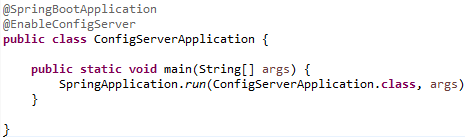 @SpringBootApplication
@EnableConfigServer
public class ConfigServerApplication {
public static void main(String[] args) {
SpringApplication.run(ConfigServerApplication.class, args)
}
}